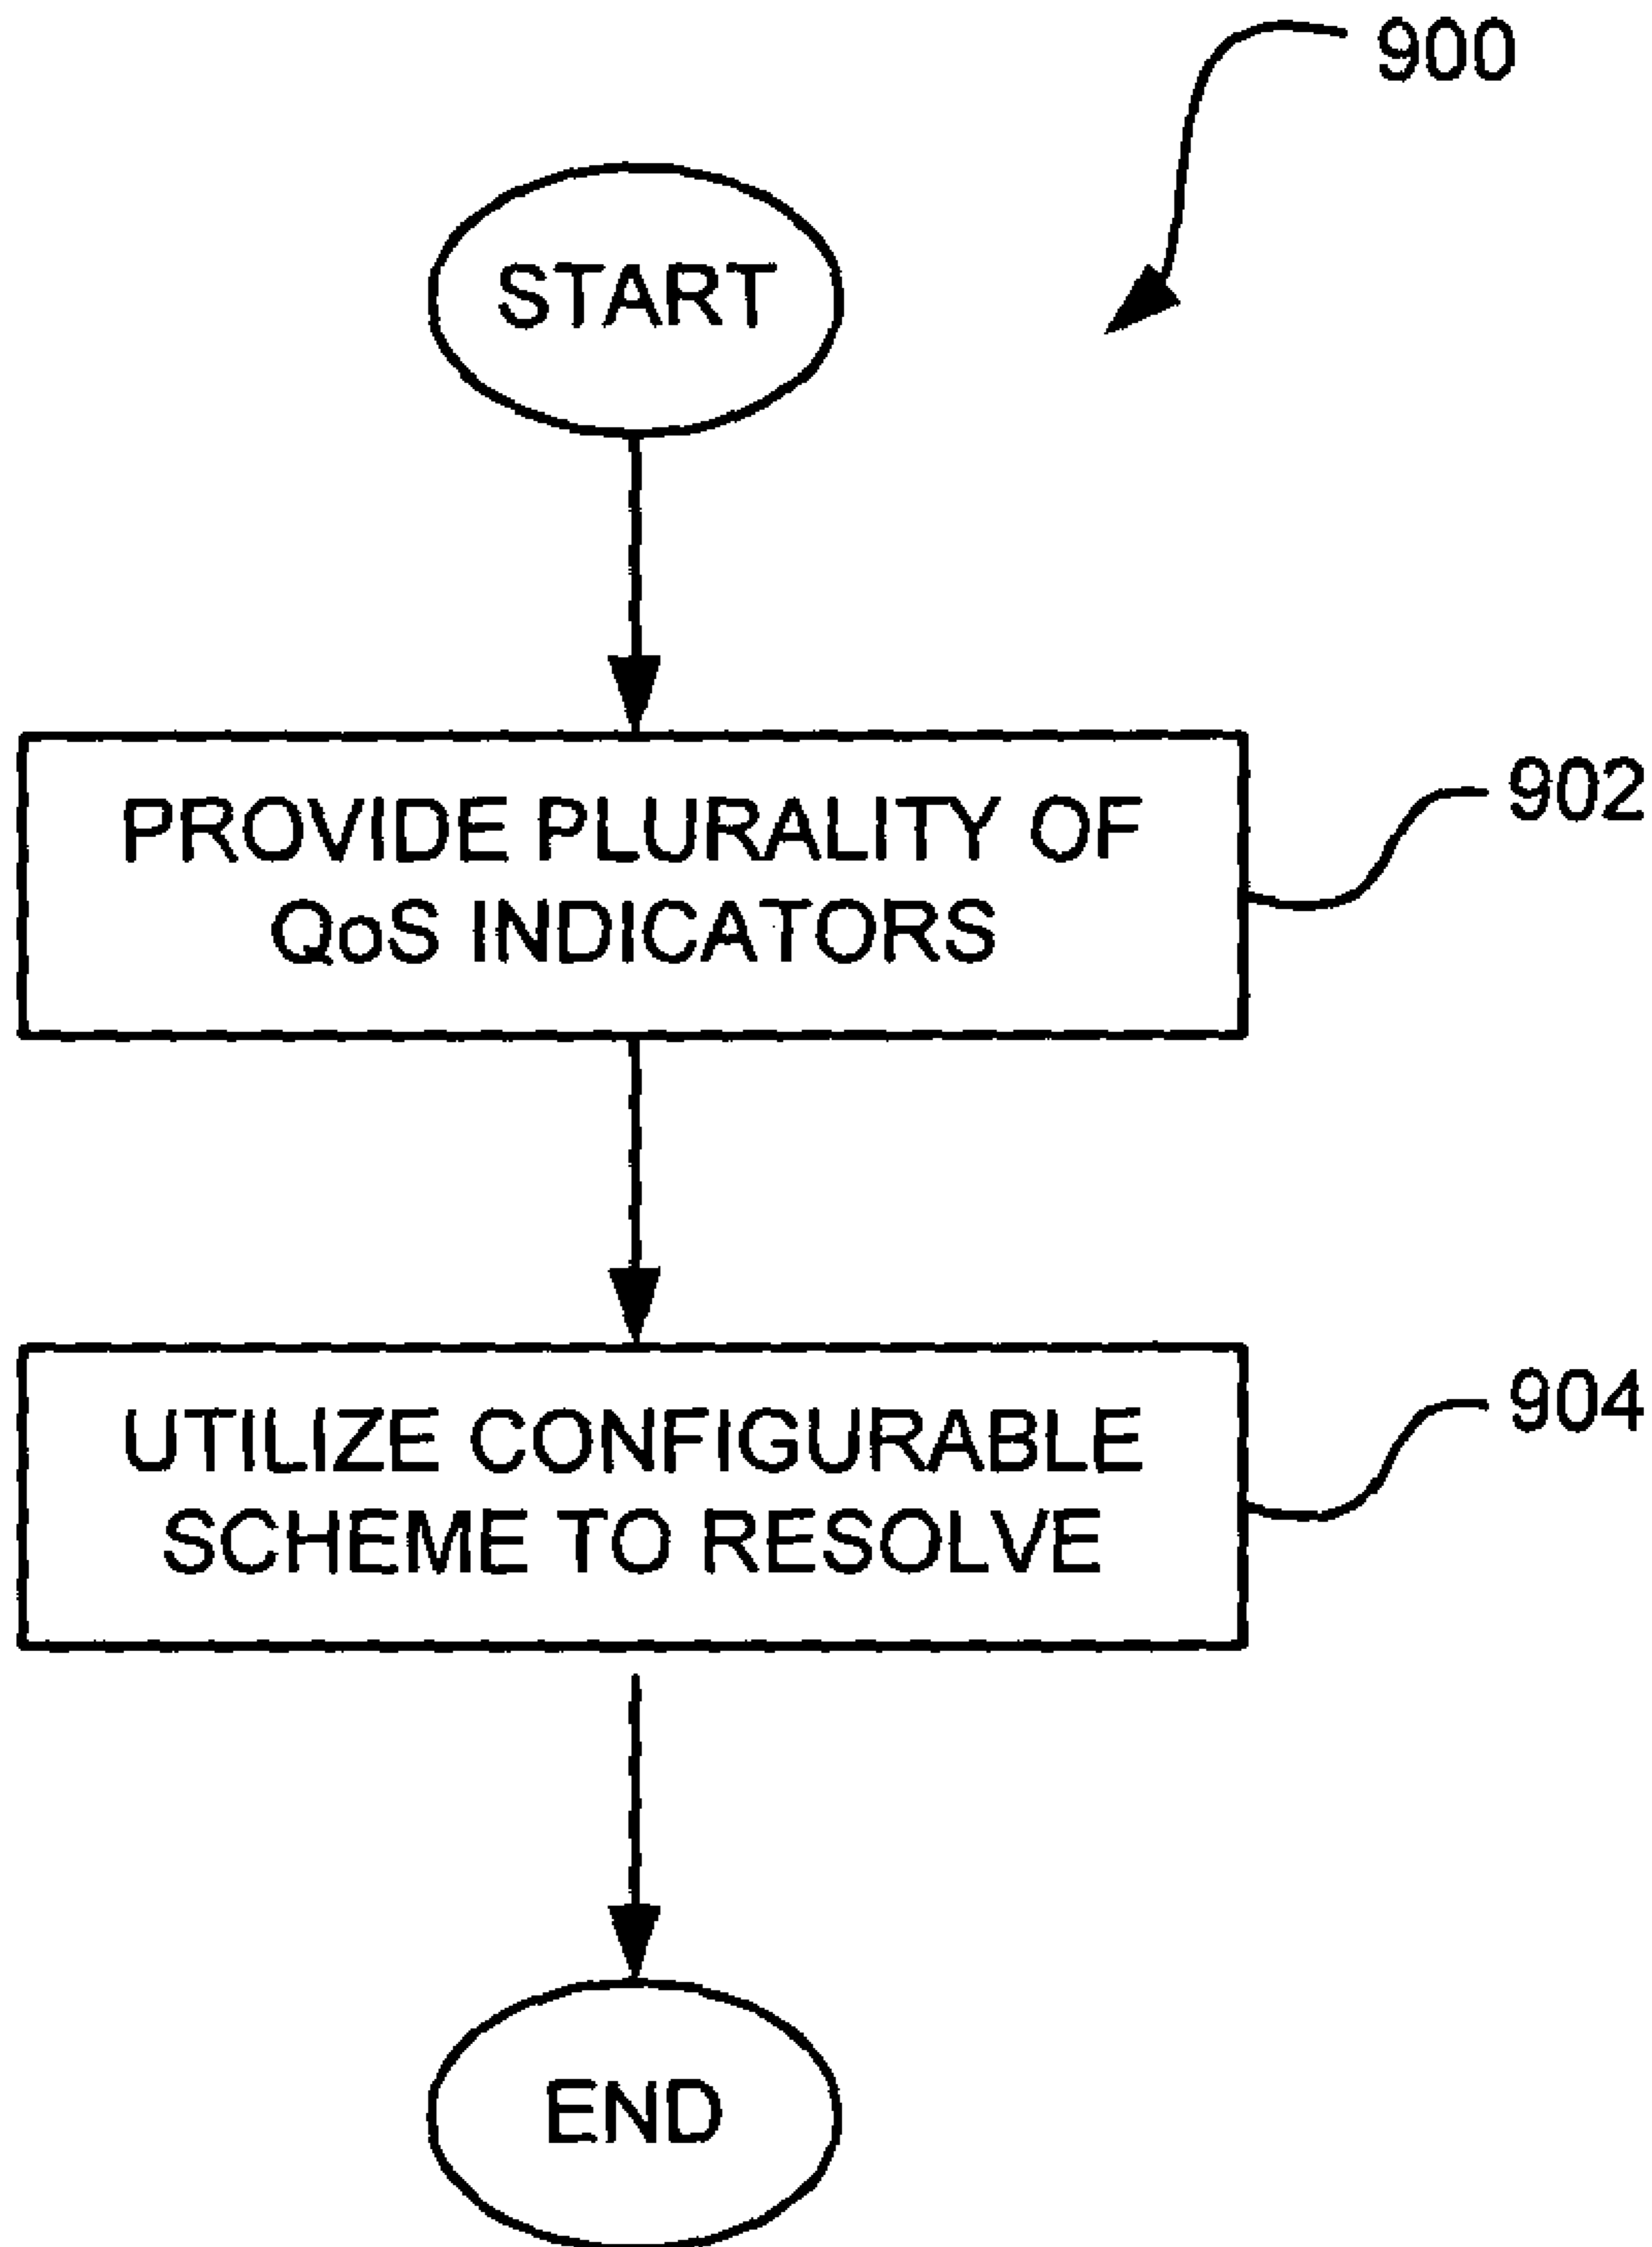 900
START
PROVIDE PLURALITY OF
QoS INDICATORS
902
UTILIZE CONFIGURABLE
SCHEME TO RESOLVE
904
END